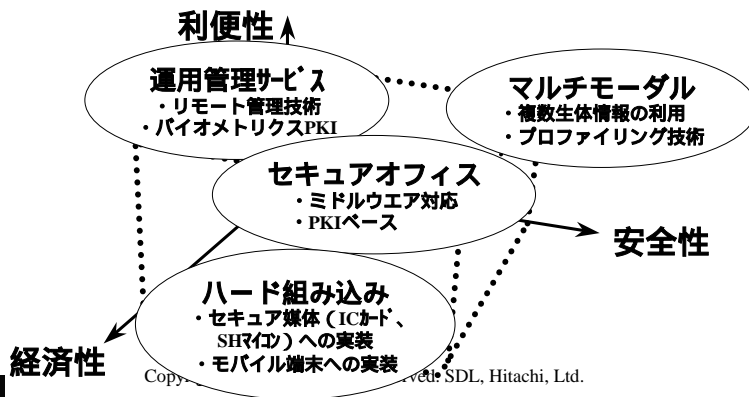 利便性
運用管理サービス
・リモート管理技術
・バイオメトリクスPKI
マルチモーダル
・複数生体情報の利用
・プロファイリング技術
セキュアオフィス
・ミドルウエア対応
・PKIベース
安全性
ハード組み込み
・セキュア媒体（ICカード、
SHマイコン）への実装
・モバイル端末への実装
経済性
SDL, Hitachi, Ltd.